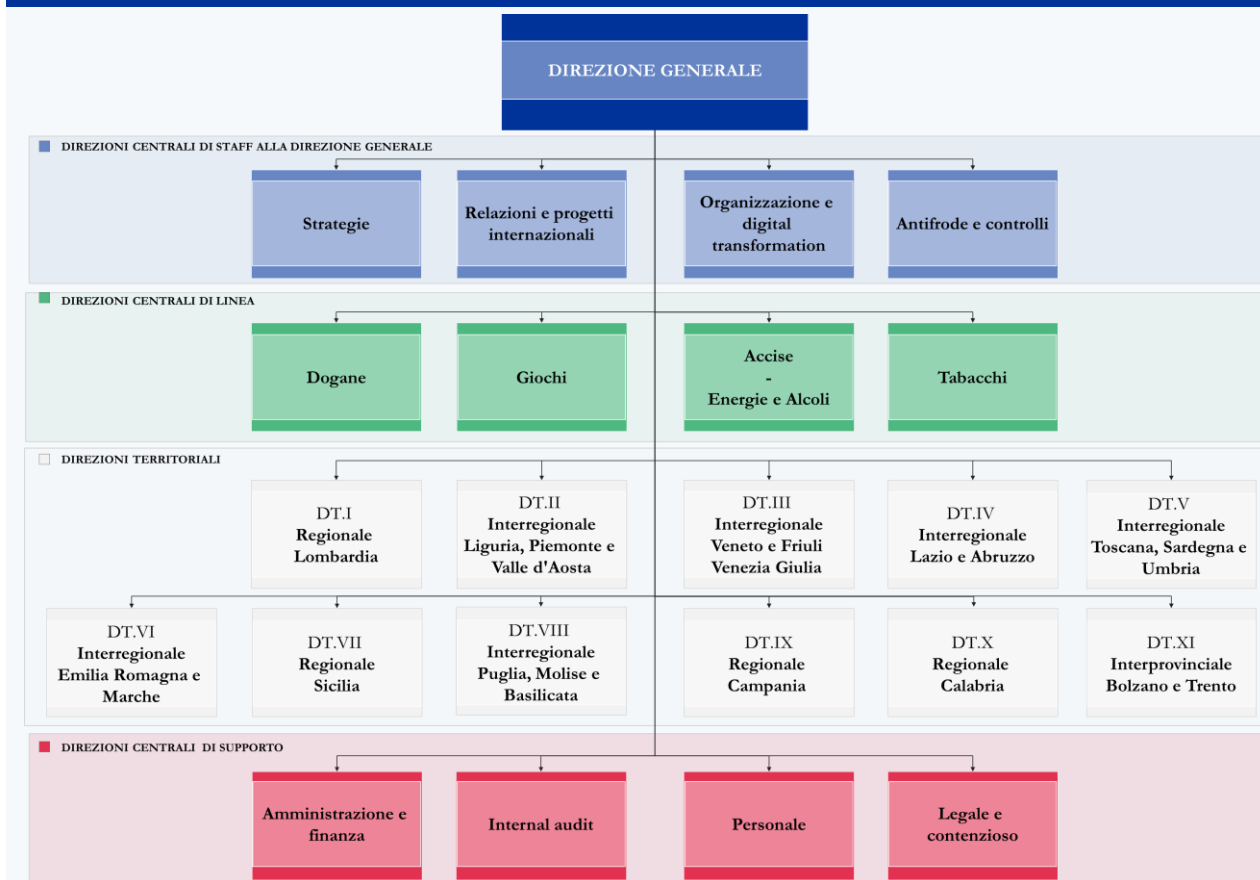 DIREZIONE GENERALE
DIREZIONI CENTRALI DI STAFF ALLA DIREZIONE GENERALE
Strategie
Relazioni e progetti
internazionali
Organizzazione e
digital
transformation
Antifrode e controlli
DIREZIONI CENTRALI DI LINEA
Dogane
Giochi
Accise
-
Energie e Alcoli
Tabacchi
DIREZIONI TERRITORIALI
DT.I
Regionale
Lombardia
DT.II
Interregionale
Liguria, Piemonte e
Valle d'Aosta
DT.III
Interregionale
Veneto e Friuli
Venezia Giulia
DT.IV
Interregionale
Lazio e Abruzzo
DT.V
Interregionale
Toscana, Sardegna e
Umbria
DT.VI
Interregionale
Emilia Romagna e
Marche
DT.VII
Regionale
Sicilia
DT.VIII
Interregionale
Puglia, Molise e
Basilicata
DT.IX
Regionale
Campania
DT.X
Regionale
Calabria
DT.XI
Interprovinciale
Bolzano e Trento
DIREZIONI CENTRALI DI SUPPORTO
Amministrazione e
finanza
Internal audit
Personale
Legale e
contenzioso